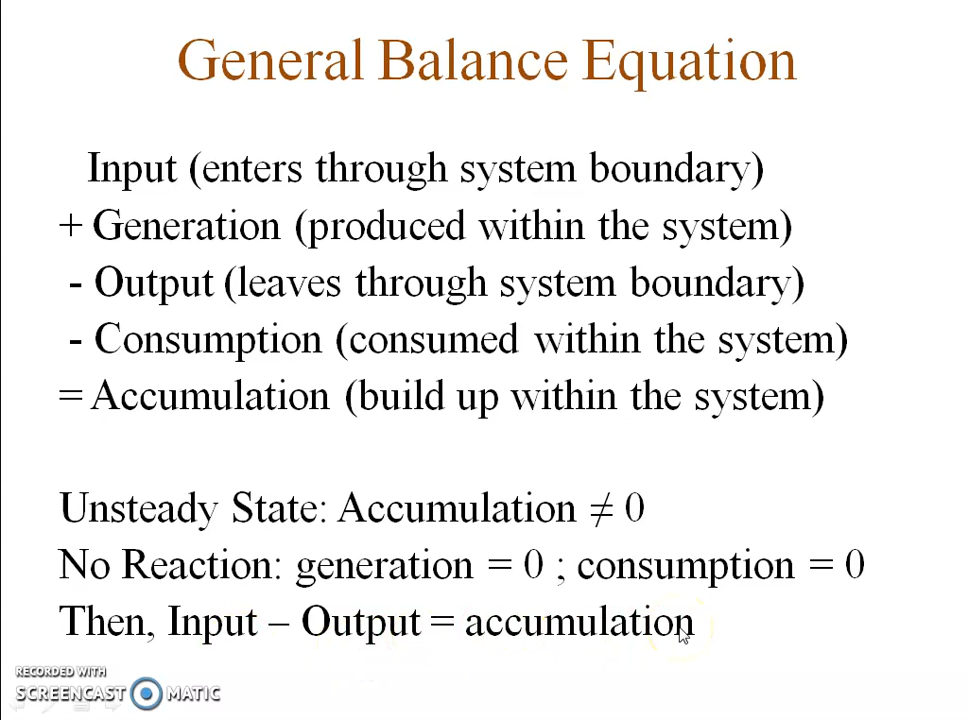 General Balance Equation
Input (enters through system boundary)
+ Generation (produced within the system)
- Output (leaves through system boundary)
- Consumption (consumed within the system)
= Accumulation (build up within the system)
Unsteady State: Accumulation ≠ 0
No Reaction: generation = 0 ; consumption = 0
Then, Input – Output = accumulation
RECORDED WITH
SCREENCAST MATIC